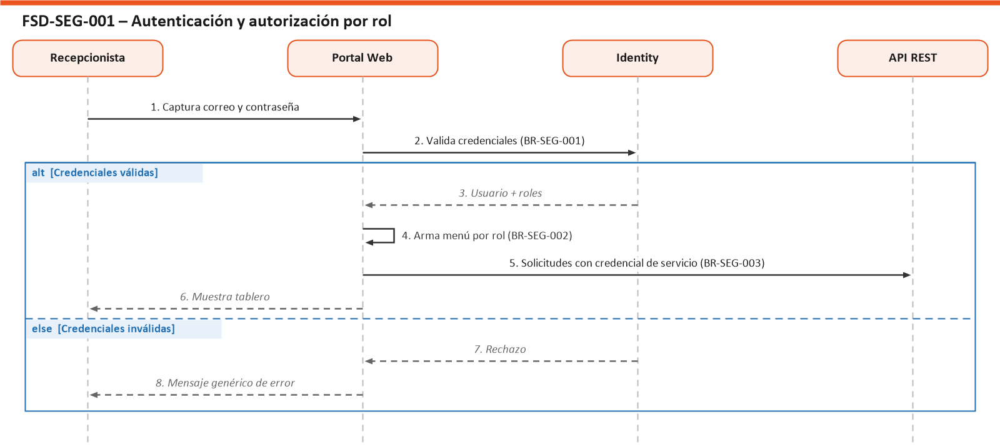 FSD-SEG-001 – Autenticación y autorización por rol
Recepcionista
Portal Web
Identity
API REST
1. Captura correo y contraseña
2. Valida credenciales (BR-SEG-001)
alt [Credenciales válidas]
3. Usuario + roles
4. Arma menú por rol (BR-SEG-002)
5. Solicitudes con credencial de servicio (BR-SEG-003)
6. Muestra tablero
else [Credenciales inválidas]
7. Rechazo
8. Mensaje genérico de error